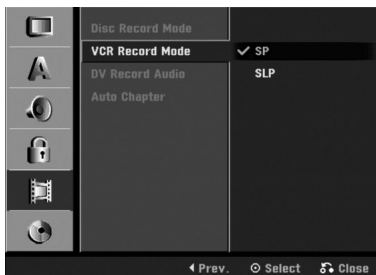 Disc Record Mode
VCR Record Mode
✓ SP
DV Record Audio
SLP
Auto Chapter
A
Prev. Select Close